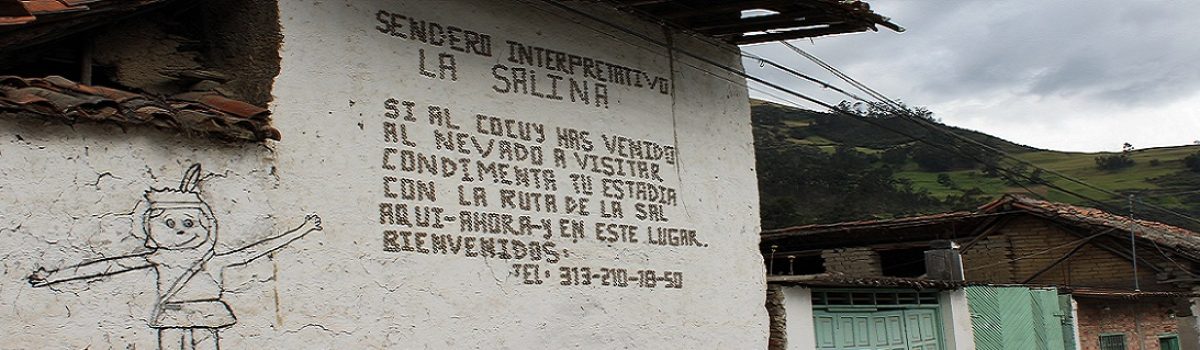 SENDERO INTERPRETATIVO
LA SALINA
SI AL COCUY HAS VENIDO
AL NEVADO A VISITAR
CONDIMENTA TU ESTADIA
CON LA RUTA DE LA SAL
AQUI-AHORA-Y EN ESTE LUGAR.
BIENVENIDOS:
TEL: 313-210-18-50